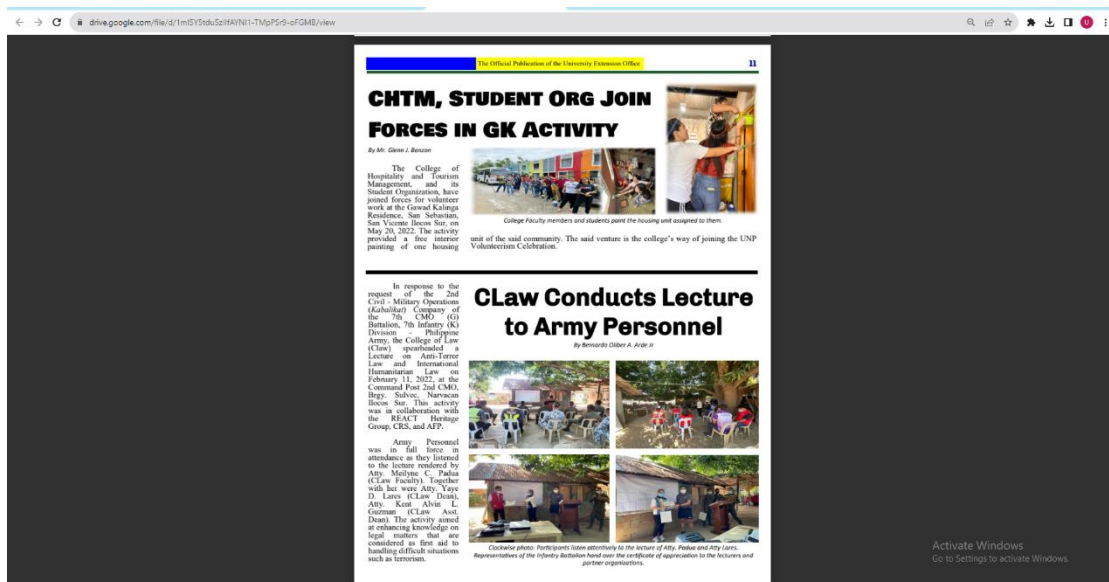 drive.google.com/file/d/1mlSYStduSzIlfAYNI1-TMpPSr9-oFGMB/view
U
The Official Publication of the University Extension Office
11
CHTM, STUDENT ORG JOIN
FORCES IN GK ACTIVITY
By Mr. Glenn J. Benzon
The College of
Hospitality and Tourism
Management, and its
Student Organization, have
joined forces for volunteer
work at the Gawad Kalinga
Residence, San Sebastian,
San Vicente Ilocos Sur, on
May 20, 2022. The activity
provided a free interior
painting of one housing
College Faculty members and students paint the housing unit assigned to them.
unit of the said community. The said venture is the college's way of joining the UNP
Volunteerism Celebration.
In response to the
request of the 2nd
Civil - Military Operations
(Kabalikat) Company of
the 7th CMO (G)
Battalion, 7th Infantry (K)
Division - Philippine
Army, the College of Law
(Claw) spearheaded a
Lecture on Anti-Terror
Law and International
Humanitarian Law on
February 11, 2022, at the
Command Post 2nd CMO,
Brgy. Sulvec, Narvacan
Ilocos Sur. This activity
was in collaboration with
the REACT Heritage
Group, CRS, and AFP.
Army Personnel
was in full force in
attendance as they listened
to the lecture rendered by
Atty. Meilyne C. Padua
(CLaw Faculty). Together
with her were Atty. Yaye
D. Lares (CLaw Dean),
Atty. Kent Alvin L.
Guzman (CLaw Asst.
Dean). The activity aimed
at enhancing knowledge on
legal matters that are
considered as first aid to
handling difficult situations
such as terrorism.
CLaw Conducts Lecture
to Army Personnel
By Bernardo Oliber A. Arde Jr
Clockwise photo: Participants listen attentively to the lecture of Atty. Padua and Atty Lares.
Representatives of the Infantry Battalion hand over the certificate of appreciation to the lecturers and
partner organizations.
Activate Windows
Go to Settings to activate Windows.